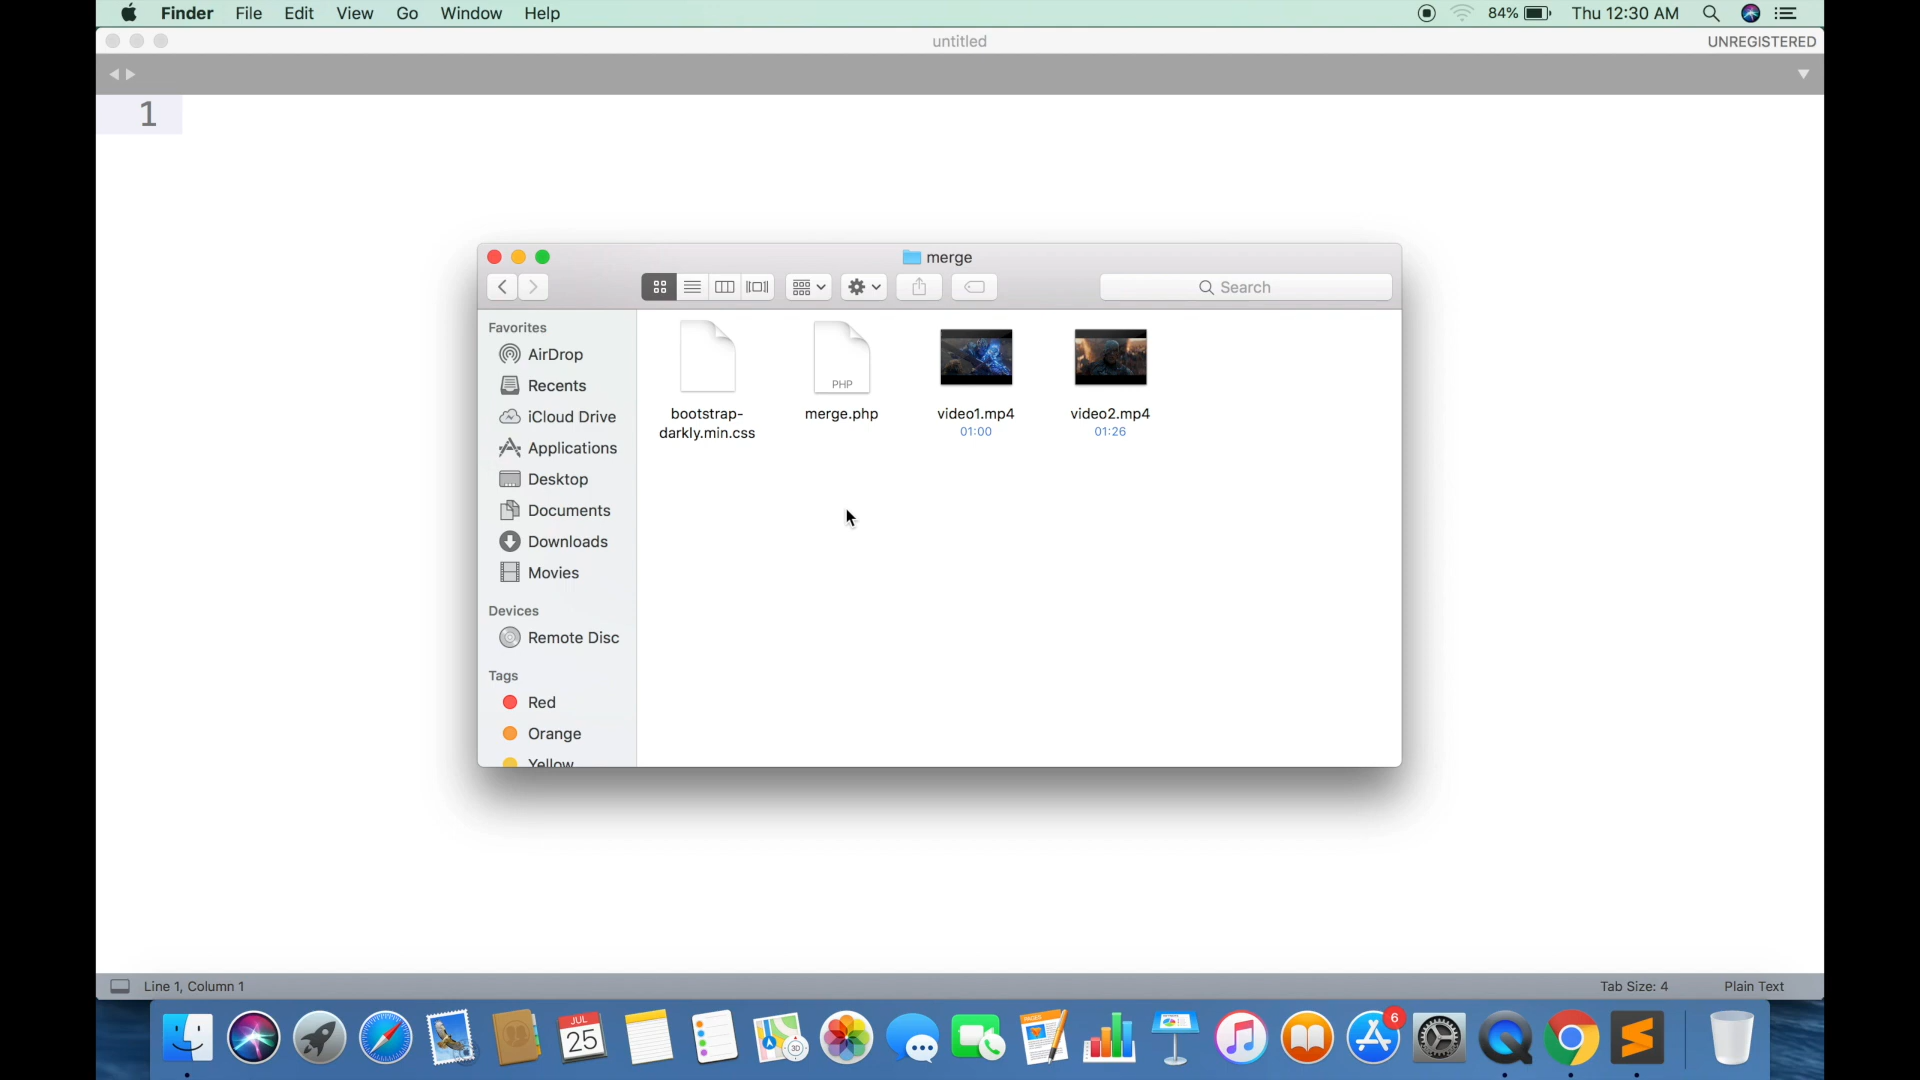 Finder File Edit View Go Window Help 84% Thu 12:30 AM
untitled UNREGISTERED
1
merge
Search
Favorites
AirDrop
Recents
iCloud Drive
Applications
Desktop
Documents
Downloads
Movies
Devices
Remote Disc
Tags
Red
Orange
Yellow
PHP
bootstrap-
darkly.min.css
merge.php
video1.mp4
01:00
video2.mp4
01:26
Line 1, Column 1 Tab Size: 4 Plain Text
JUL
25
30
PAGES
6